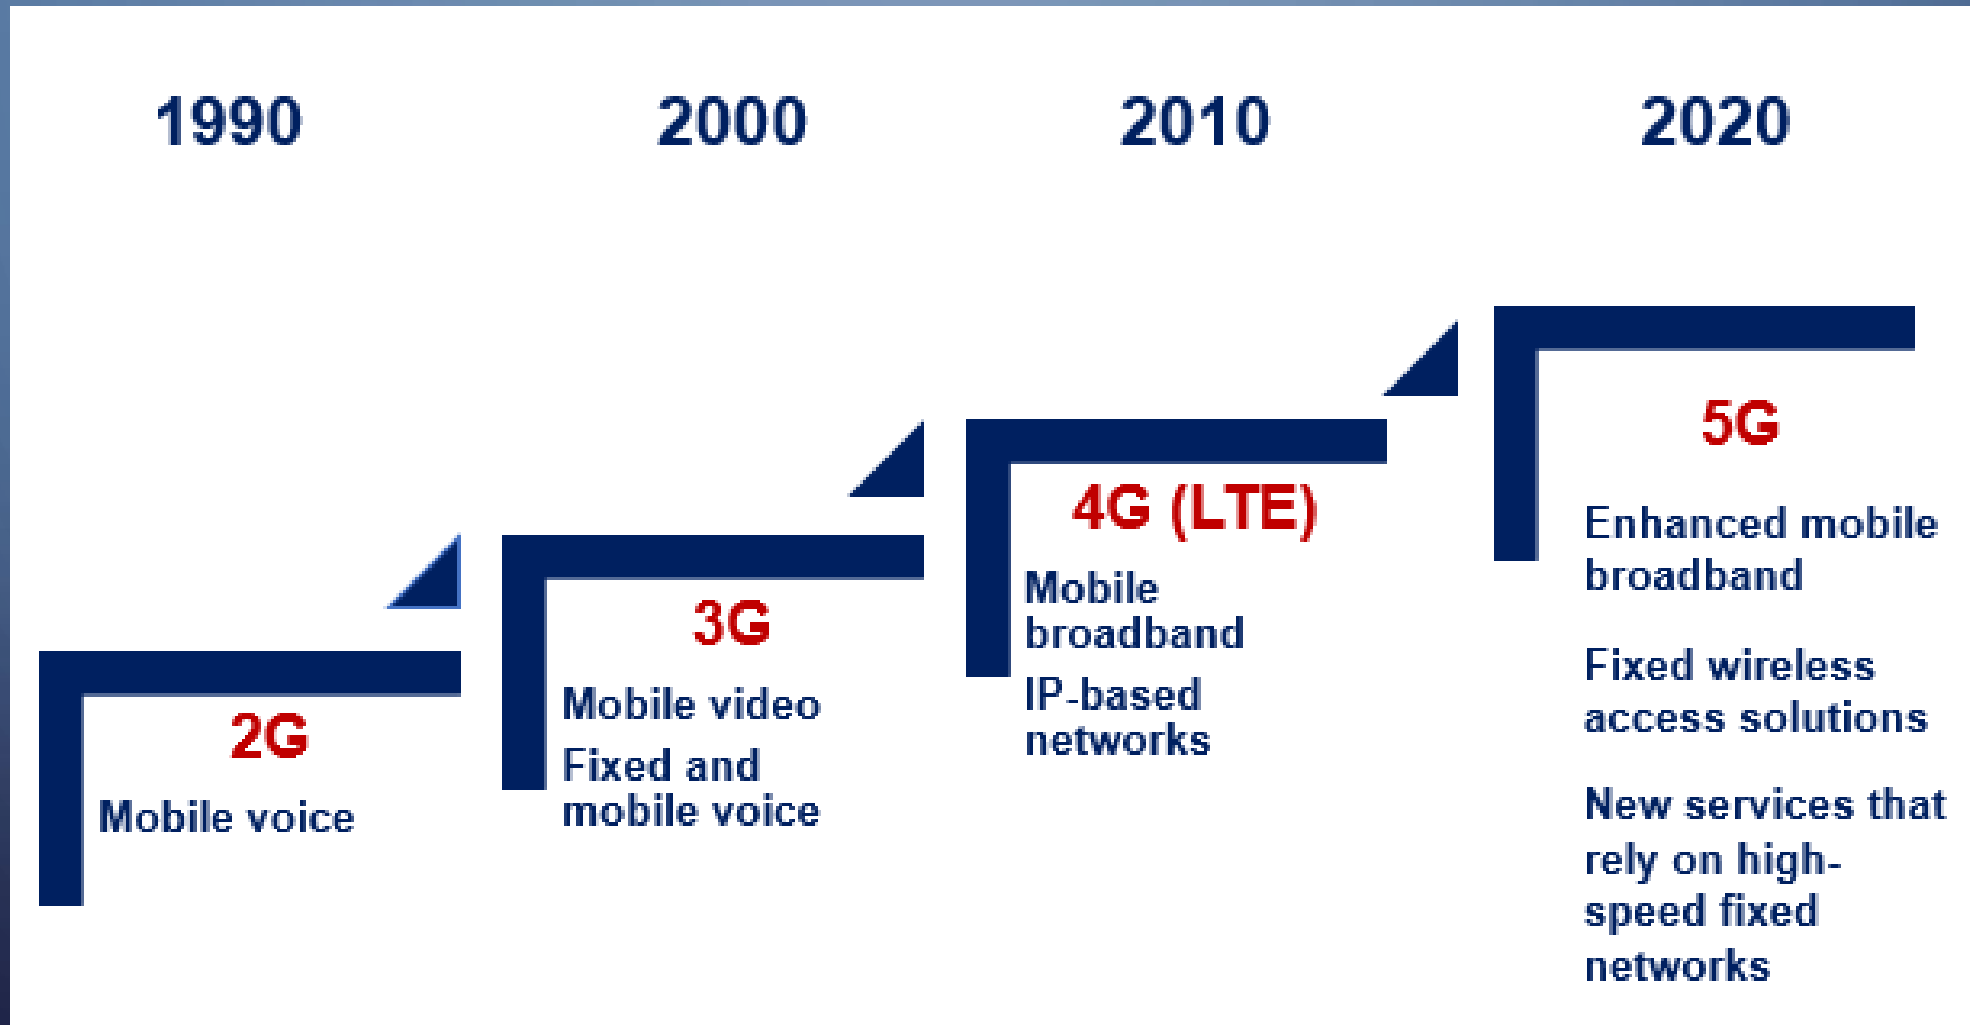 1990
2000
2010
2020
2G
Mobile voice
3G
Mobile video
Fixed and
mobile voice
4G (LTE)
Mobile
broadband
IP-based
networks
5G
Enhanced mobile
broadband
Fixed wireless
access solutions
New services that
rely on high-
speed fixed
networks